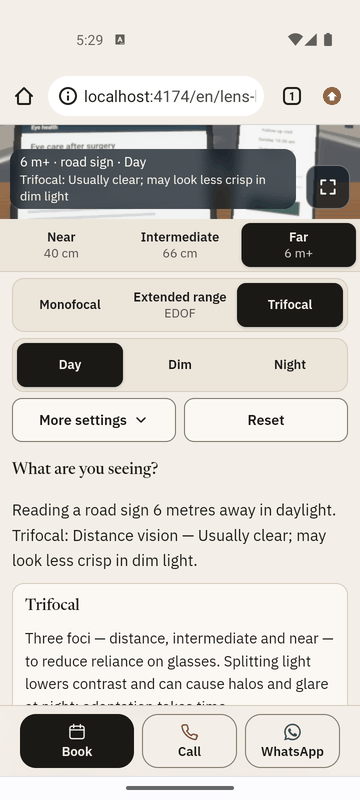 5:29
A
localhost:4174/en/lens-
1
Eye health
Eye care after surgery
6 m+ · road sign · Day
Trifocal: Usually clear; may look less crisp in
dim light
Near
40 cm
Intermediate
66 cm
Far
6 m+
Monofocal
Extended range
EDOF
Trifocal
Day
Dim
Night
More settings
Reset
What are you seeing?
Reading a road sign 6 metres away in daylight.
Trifocal: Distance vision — Usually clear; may
look less crisp in dim light.
Trifocal
Three foci — distance, intermediate and near —
to reduce reliance on glasses. Splitting light
lowers contrast and can cause halos and glare
at night; adaptation takes time.
Book
Call
WhatsApp